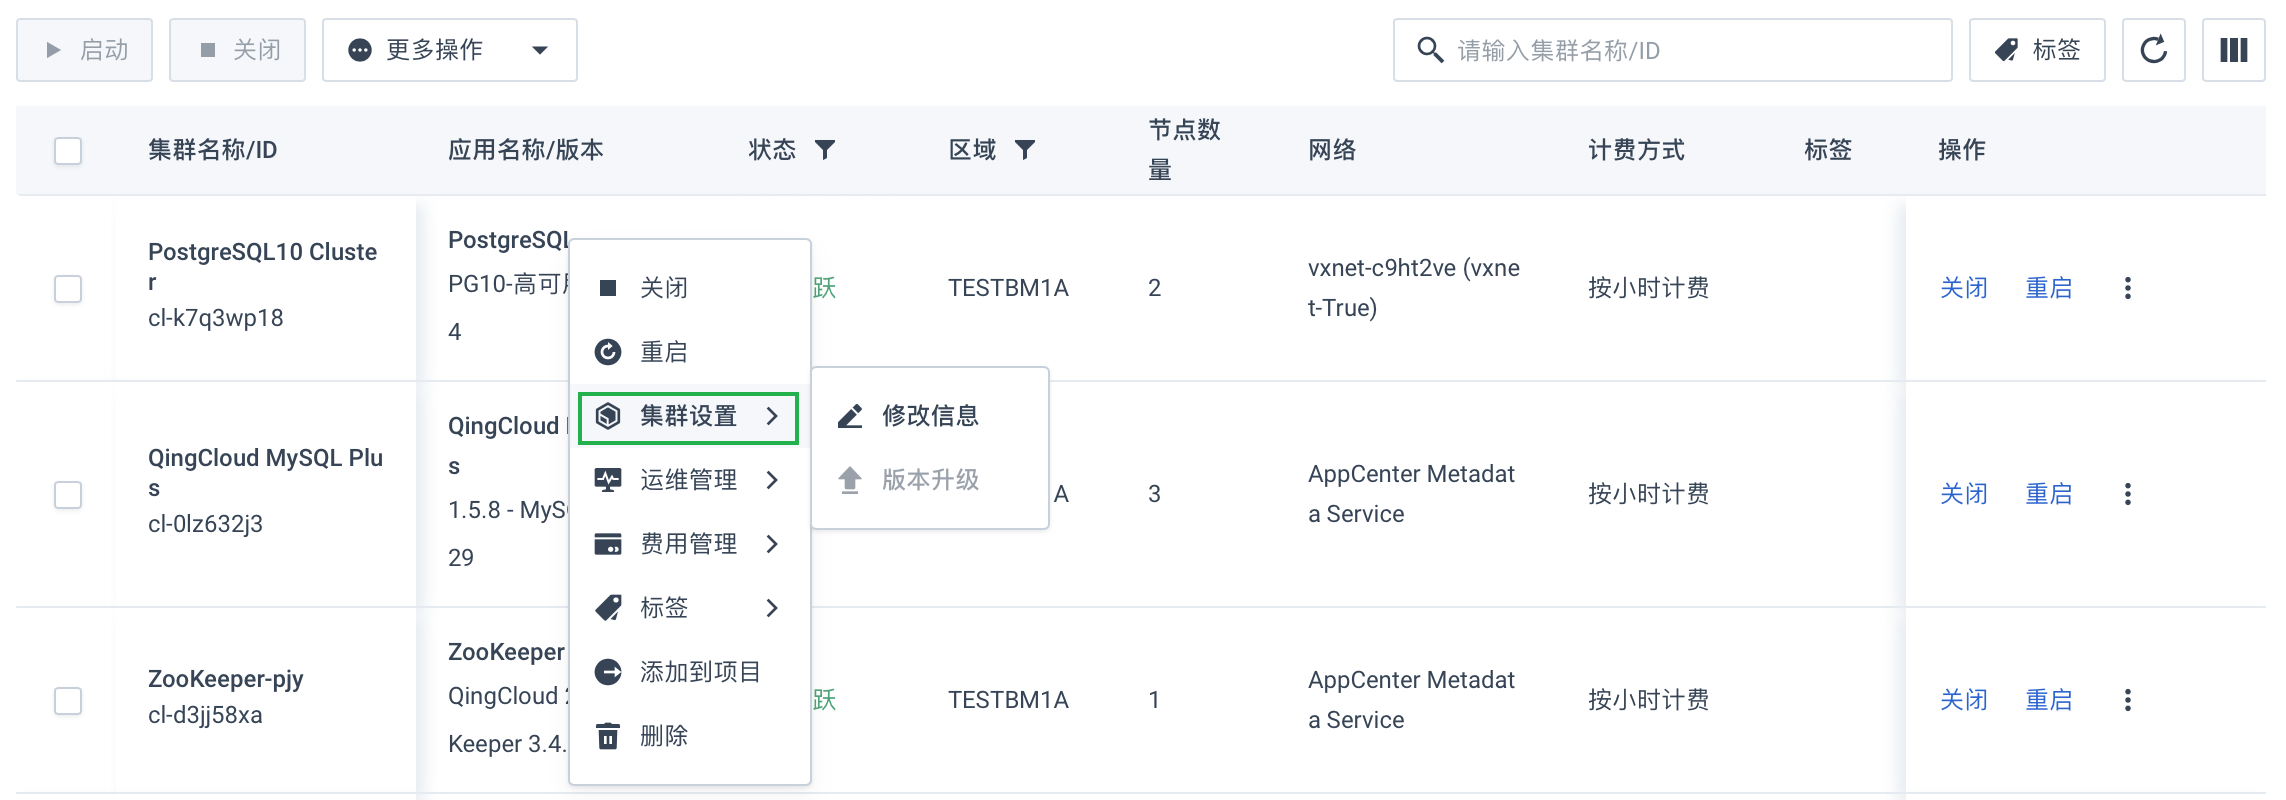 启动
关闭
更多操作
请输入集群名称/ID
标签
集群名称/ID
应用名称/版本
状态
区域
节点数
量
网络
计费方式
标签
操作
PostgreSQL10 Cluste
r
cl-k7q3wp18
PostgreSQL
PG10-高可
4
跃
TESTBM1A
2
vxnet-c9ht2ve (vxne
t-True)
按小时计费
关闭
重启
QingCloud MySQL Plu
s
cl-0lz632j3
QingCloud
s
1.5.8 - MyS
29
A
3
AppCenter Metadat
a Service
按小时计费
关闭
重启
ZooKeeper-pjy
cl-d3jj58xa
ZooKeeper
QingCloud
Keeper 3.4.
跃
TESTBM1A
1
AppCenter Metadat
a Service
按小时计费
关闭
重启
关闭
重启
集群设置
运维管理
费用管理
标签
添加到项目
删除
修改信息
版本升级